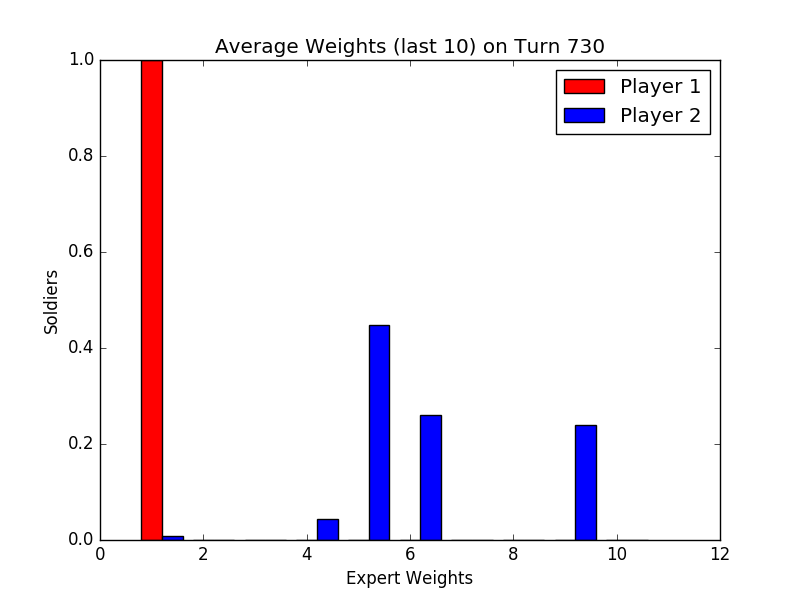 Average Weights (last 10) on Turn 730
1.0
0.8
0.6
0.4
0.2
0.0
Soldiers
Player 1
Player 2
0 2 4 6 8 10 12
Expert Weights